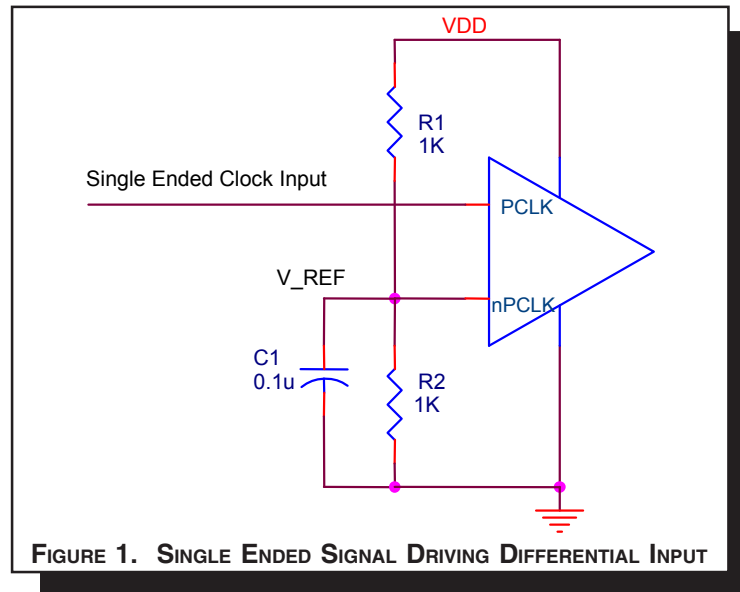 VDD
R1
1K
Single Ended Clock Input
PCLK
V_REF
nPCLK
C1
0.1u
R2
1K
FIGURE 1. SINGLE ENDED SIGNAL DRIVING DIFFERENTIAL INPUT